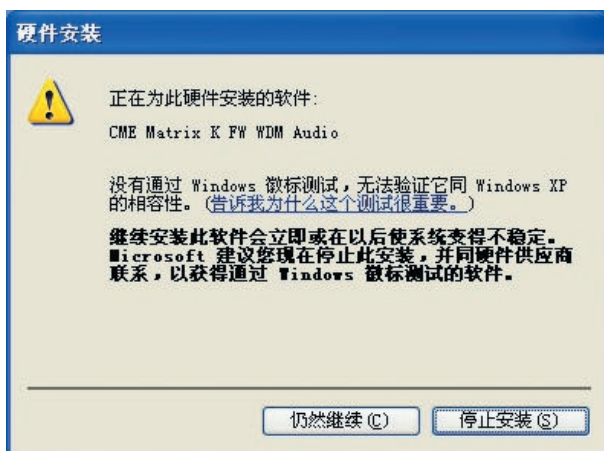 硬件安装
正在为此硬件安装的软件:
CME Matrix K FW WDM Audio
没有通过 Windows 徽标测试，无法验证它同 Windows XP
的相容性。(告诉我为什么这个测试很重要。)
继续安装此软件会立即或在以后使系统变得不稳定。
Microsoft 建议您现在停止此安装，并同硬件供应商
联系，以获得通过 Windows 徽标测试的软件。
仍然继续(C)
停止安装(S)